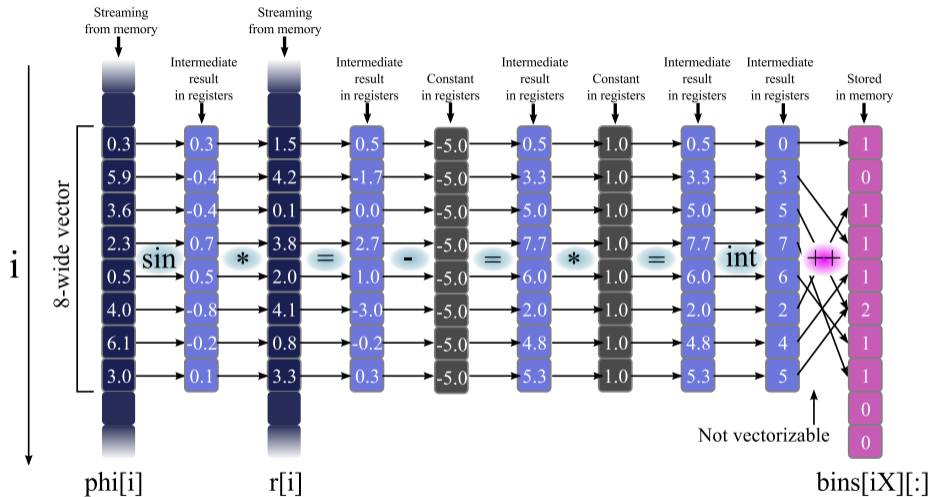 Streaming
from memory
Streaming
from memory
Intermediate
result
in registers
Intermediate
result
in registers
Constant
in registers
Intermediate
result
in registers
Constant
in registers
Intermediate
result
in registers
Intermediate
result
in registers
Stored
in memory
0.3 0.3 1.5 0.5 -5.0 0.5 1.0 0.5 0 1
5.9 -0.4 4.2 -1.7 -5.0 3.3 1.0 3.3 3 0
3.6 -0.4 0.1 0.0 -5.0 5.0 1.0 5.0 5 1
2.3 0.7 3.8 2.7 -5.0 7.7 1.0 7.7 7 1
sin * = - = * = int ++
0.5 0.5 2.0 1.0 -5.0 6.0 1.0 6.0 6 1
4.0 -0.8 4.1 -3.0 -5.0 2.0 1.0 2.0 2 2
6.1 -0.2 0.8 -0.2 -5.0 4.8 1.0 4.8 4 1
3.0 0.1 3.3 0.3 -5.0 5.3 1.0 5.3 5 1
0
0
i
8-wide vector
Not vectorizable
phi[i] r[i] bins[iX][:]